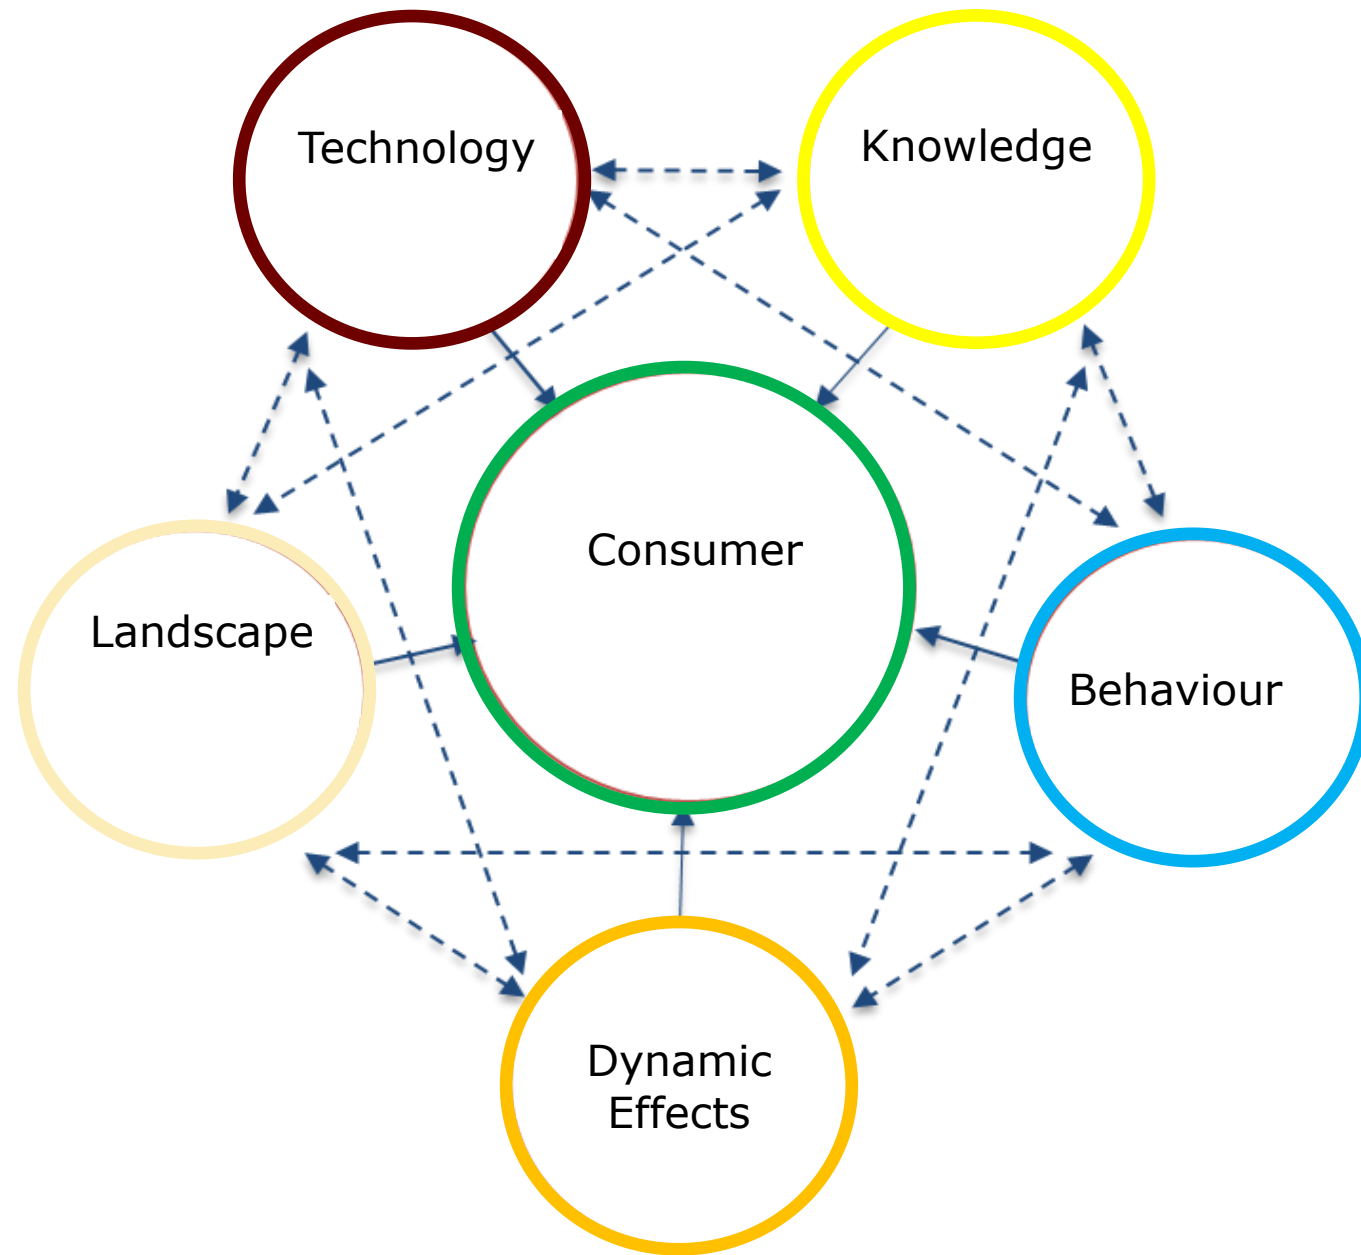 Technology
Knowledge
Consumer
Landscape
Behaviour
Dynamic
Effects